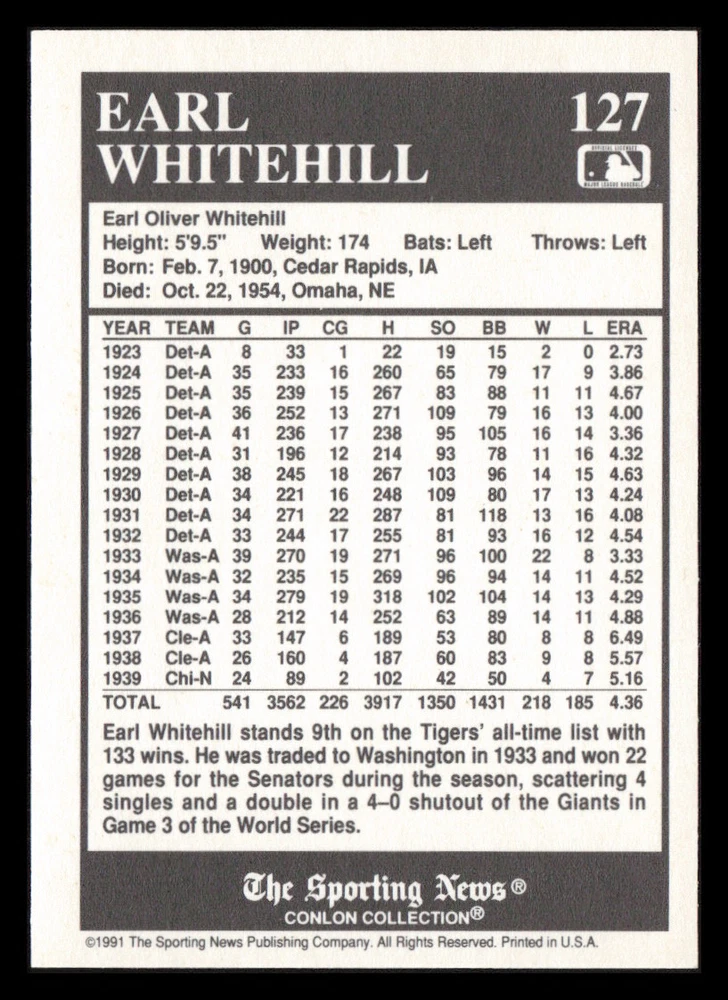 EARL
WHITEHILL
127
OFFICIAL LICENSEE
MAJOR LEAGUE BASEBALL
Earl Oliver Whitehill
Height: 5'9.5" Weight: 174 Bats: Left Throws: Left
Born: Feb. 7, 1900, Cedar Rapids, IA
Died: Oct. 22, 1954, Omaha, NE
YEAR TEAM G IP CG H SO BB W L ERA
1923 Det-A 8 33 1 22 19 15 2 0 2.73
1924 Det-A 35 233 16 260 65 79 17 9 3.86
1925 Det-A 35 239 15 267 83 88 11 11 4.67
1926 Det-A 36 252 13 271 109 79 16 13 4.00
1927 Det-A 41 236 17 238 95 105 16 14 3.36
1928 Det-A 31 196 12 214 93 78 11 16 4.32
1929 Det-A 38 245 18 267 103 96 14 15 4.63
1930 Det-A 34 221 16 248 109 80 17 13 4.24
1931 Det-A 34 271 22 287 81 118 13 16 4.08
1932 Det-A 33 244 17 255 81 93 16 12 4.54
1933 Was-A 39 270 19 271 96 100 22 8 3.33
1934 Was-A 32 235 15 269 96 94 14 11 4.52
1935 Was-A 34 279 19 318 102 104 14 13 4.29
1936 Was-A 28 212 14 252 63 89 14 11 4.88
1937 Cle-A 33 147 6 189 53 80 8 8 6.49
1938 Cle-A 26 160 4 187 60 83 9 8 5.57
1939 Chi-N 24 89 2 102 42 50 4 7 5.16
TOTAL 541 3562 226 3917 1350 1431 218 185 4.36
Earl Whitehill stands 9th on the Tigers' all-time list with
133 wins. He was traded to Washington in 1933 and won 22
games for the Senators during the season, scattering 4
singles and a double in a 4–0 shutout of the Giants in
Game 3 of the World Series.
The Sporting News®
CONLON COLLECTION®
©1991 The Sporting News Publishing Company. All Rights Reserved. Printed in U.S.A.